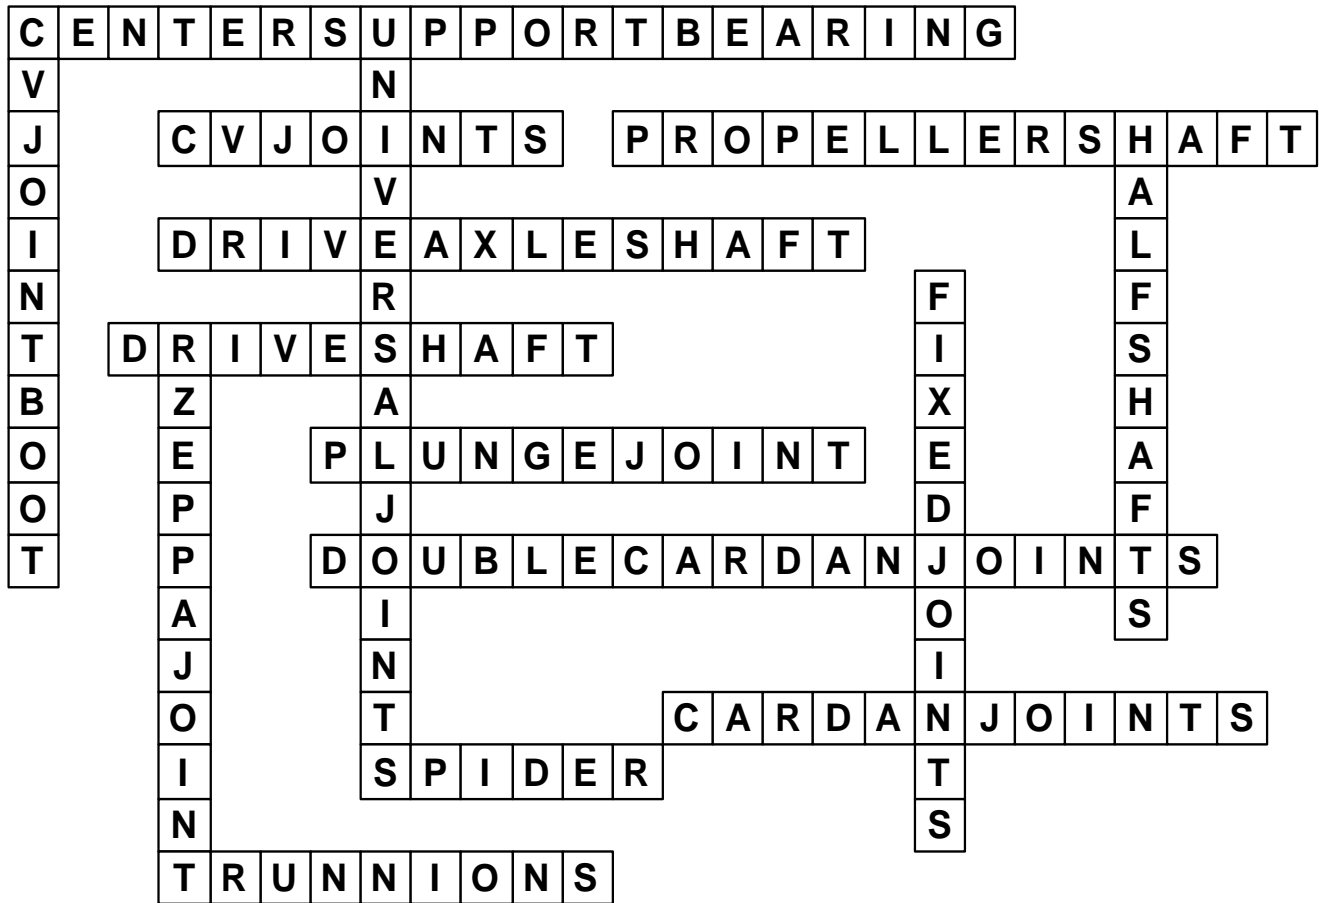 CENTERSUPPORTBEARING
CVJOINTBOOT
UNIVERSALJOINTS
CVJOINTS
PROPELLERSHAFT
HALFSHAFTS
DRIVEAXLESHAFT
FIXEDJOINTS
DRIVESHAFT
RZEPPAJOINT
PLUNGEJOINT
DOUBLECARDANJOINTS
CARDANJOINTS
SPIDER
TRUNNIONS